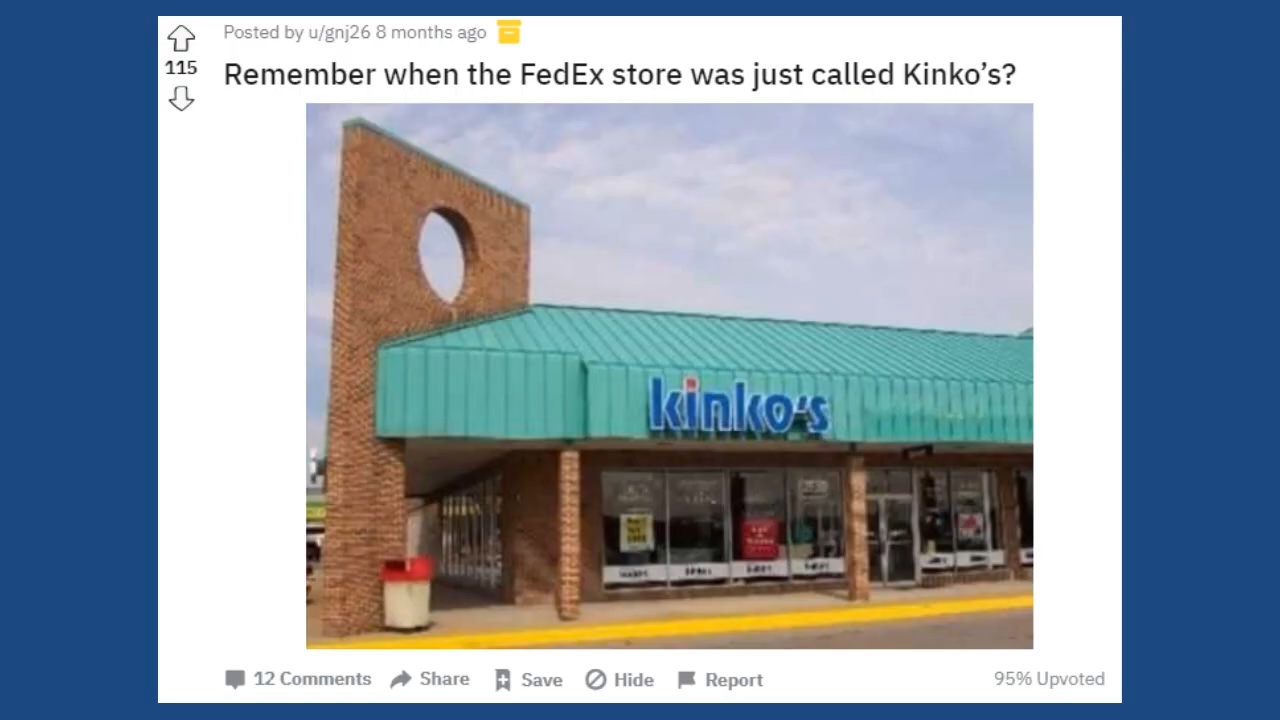 Posted by u/gnj26 8 months ago
115
Remember when the FedEx store was just called Kinko’s?
kinko's
12 Comments Share Save Hide Report 95% Upvoted